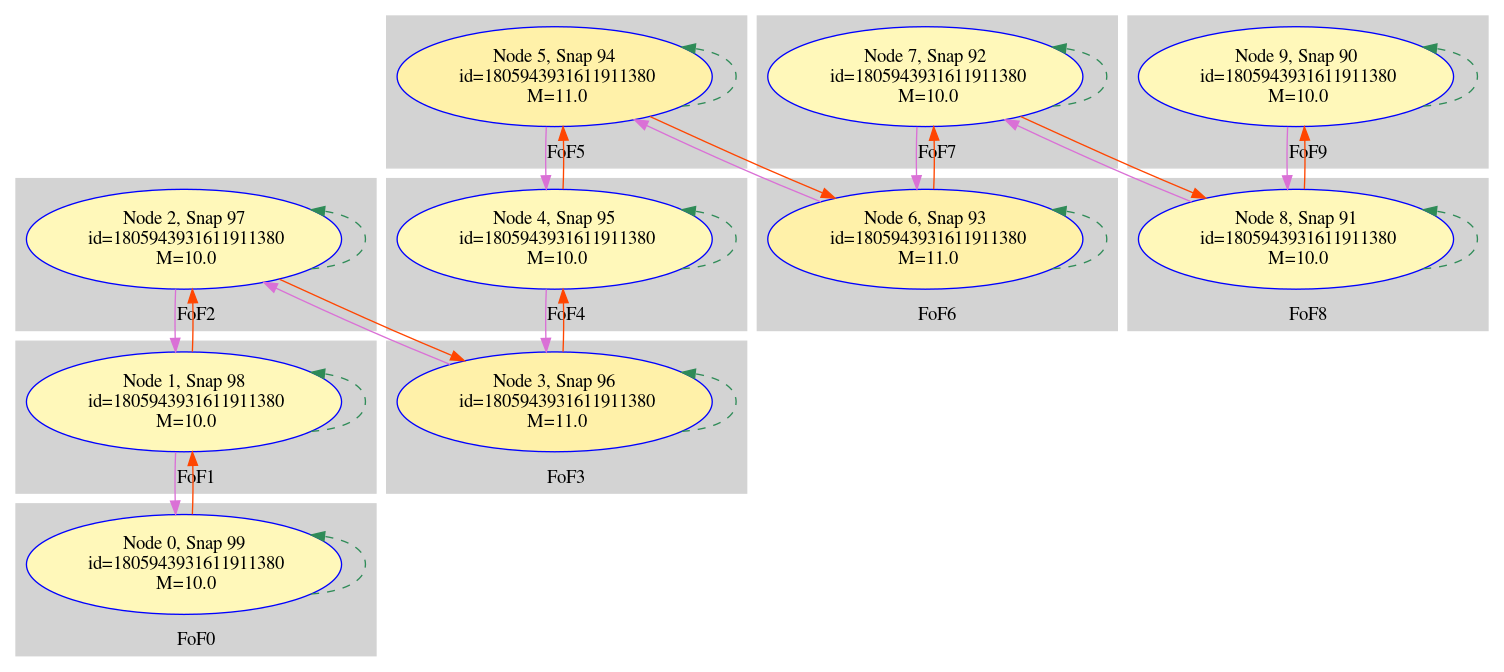 Node 5, Snap 94
id=1805943931611911380
M=11.0
FoF5
Node 7, Snap 92
id=1805943931611911380
M=10.0
FoF7
Node 9, Snap 90
id=1805943931611911380
M=10.0
FoF9
Node 2, Snap 97
id=1805943931611911380
M=10.0
FoF2
Node 4, Snap 95
id=1805943931611911380
M=10.0
FoF4
Node 6, Snap 93
id=1805943931611911380
M=11.0
FoF6
Node 8, Snap 91
id=1805943931611911380
M=10.0
FoF8
Node 1, Snap 98
id=1805943931611911380
M=10.0
FoF1
Node 3, Snap 96
id=1805943931611911380
M=11.0
FoF3
Node 0, Snap 99
id=1805943931611911380
M=10.0
FoF0